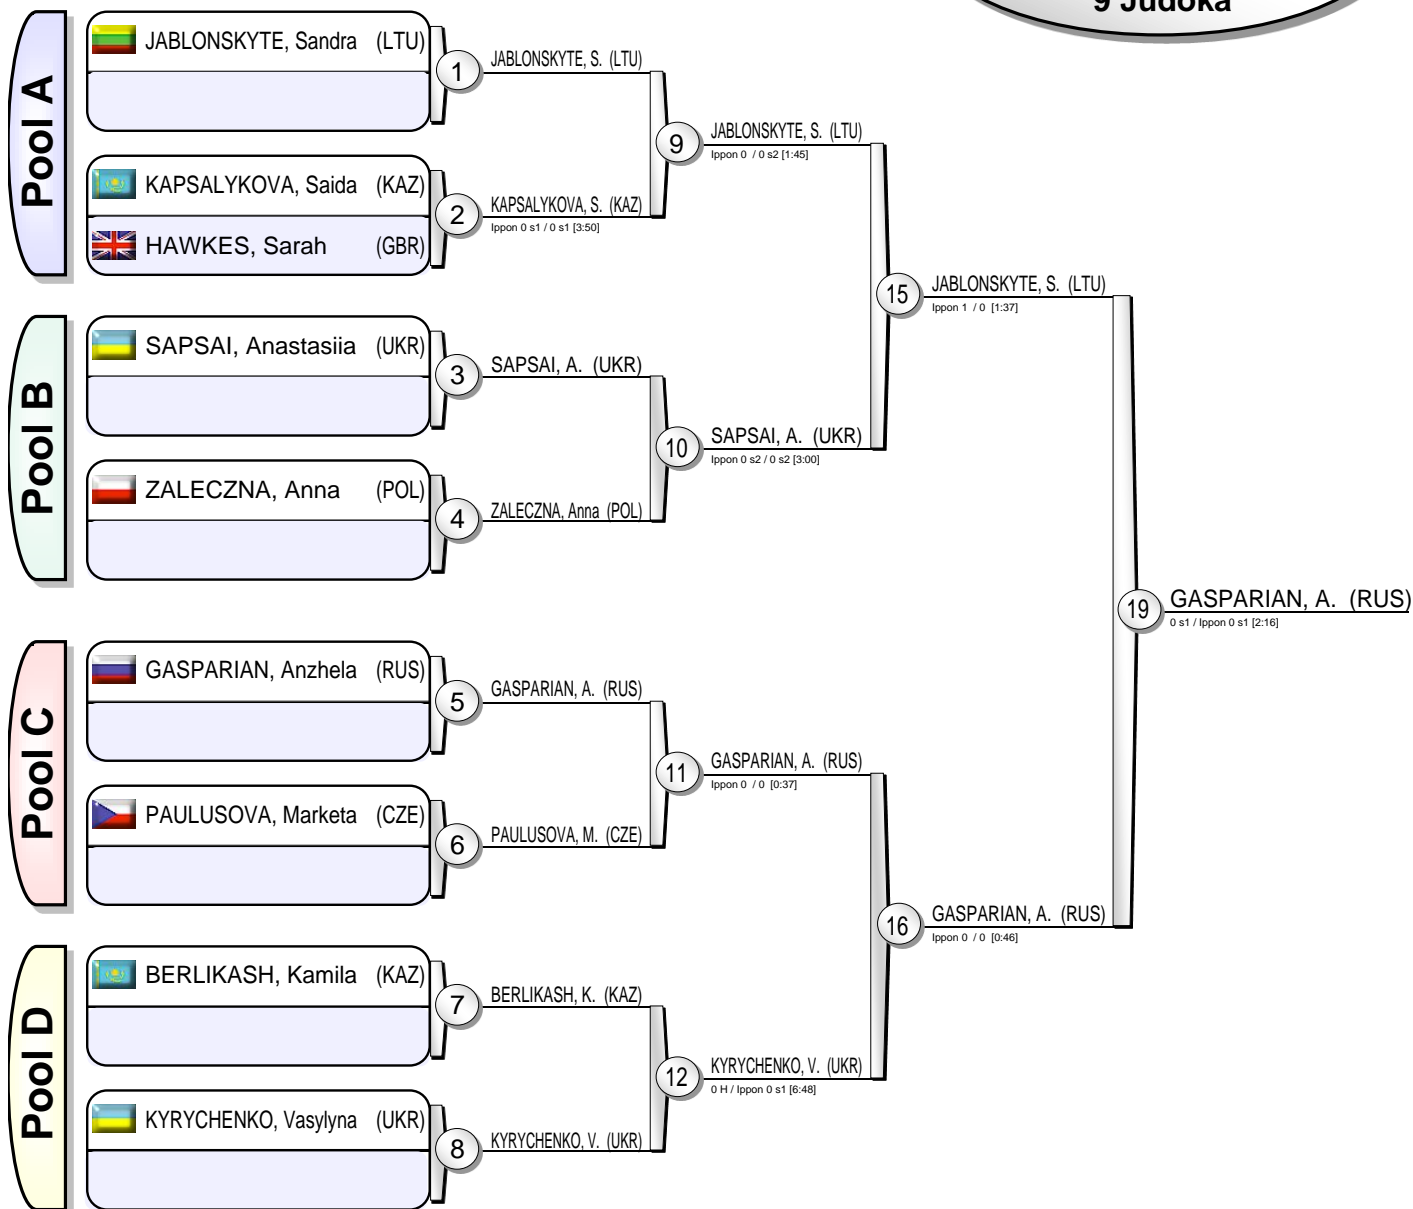 9 Judoka
Pool A
JABLONSKYTE, Sandra (LTU)
1
JABLONSKYTE, S. (LTU)
KAPSALYKOVA, Saida (KAZ)
HAWKES, Sarah (GBR)
2
KAPSALYKOVA, S. (KAZ)
Ippon 0 s1 / 0 s1 [3:50]
9
JABLONSKYTE, S. (LTU)
Ippon 0 / 0 s2 [1:45]
Pool B
SAPSAI, Anastasiia (UKR)
3
SAPSAI, A. (UKR)
ZALECZNA, Anna (POL)
4
ZALECZNA, Anna (POL)
10
SAPSAI, A. (UKR)
Ippon 0 s2 / 0 s2 [3:00]
15
JABLONSKYTE, S. (LTU)
Ippon 1 / 0 [1:37]
Pool C
GASPARIAN, Anzhela (RUS)
5
GASPARIAN, A. (RUS)
PAULUSOVA, Marketa (CZE)
6
PAULUSOVA, M. (CZE)
11
GASPARIAN, A. (RUS)
Ippon 0 / 0 [0:37]
Pool D
BERLIKASH, Kamila (KAZ)
7
BERLIKASH, K. (KAZ)
KYRYCHENKO, Vasylyna (UKR)
8
KYRYCHENKO, V. (UKR)
12
KYRYCHENKO, V. (UKR)
0 H / Ippon 0 s1 [6:48]
16
GASPARIAN, A. (RUS)
Ippon 0 / 0 [0:46]
19
GASPARIAN, A. (RUS)
0 s1 / Ippon 0 s1 [2:16]